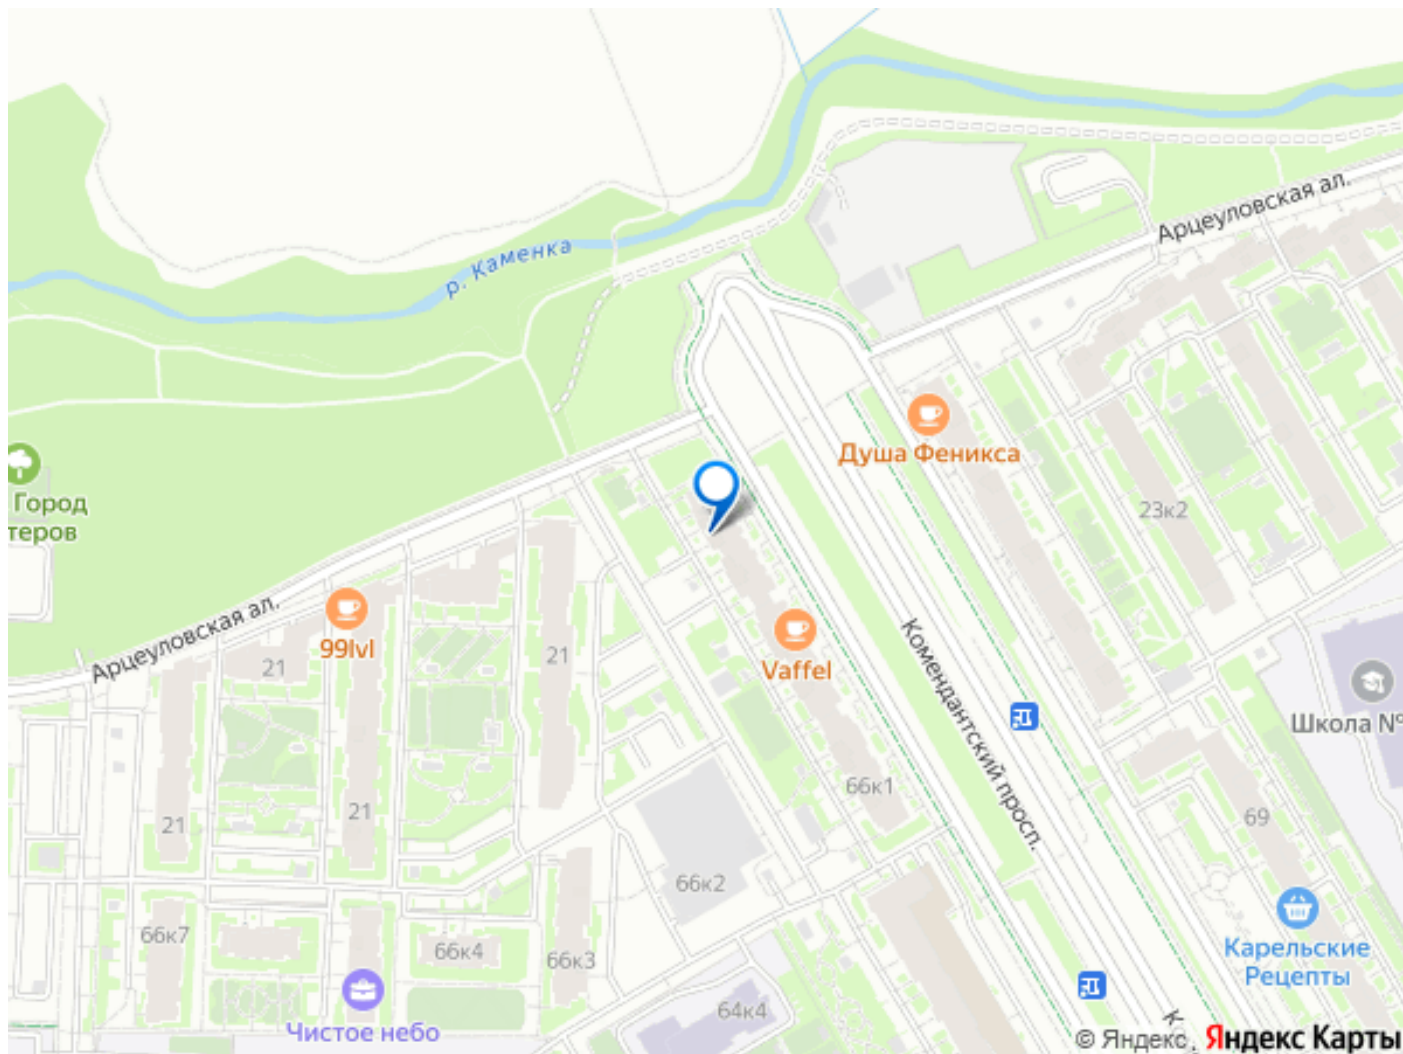 р. Каменка
Арцеуловская ал.
Душа Феникса
Город
теров
23к2
Арцеуловская ал.
99lvl
21
21
Vaffel
Комендантский просп.
Школа №
66к1
21
21
69
66к2
66к7
66к4
66к3
Карельские
Рецепты
Чистое небо
64к4
К
© Яндекс
Яндекс Карты